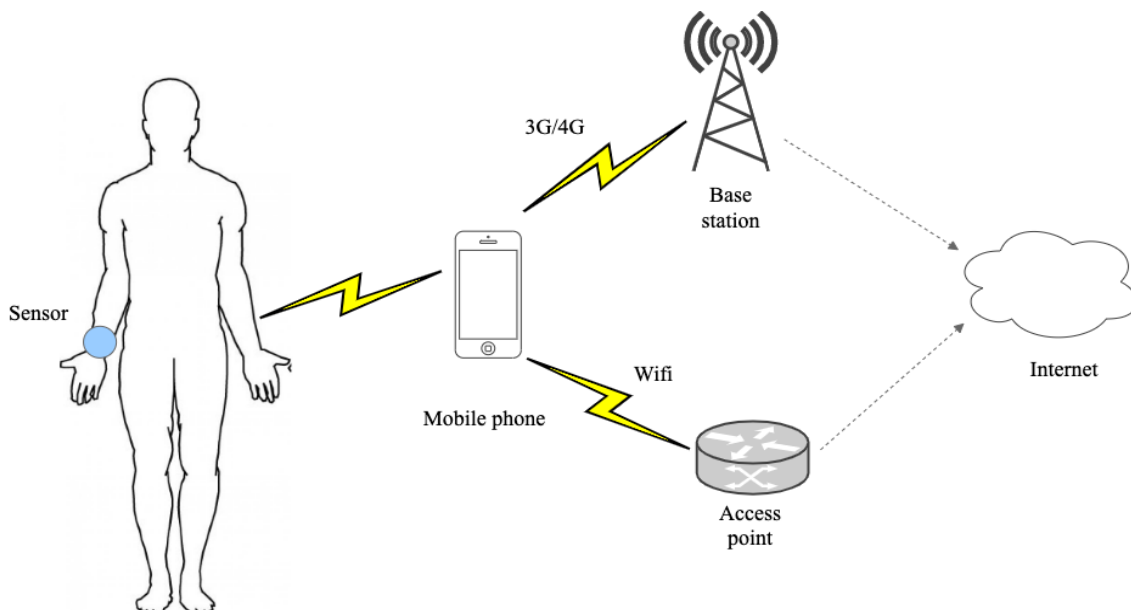 3G/4G
Base
station
Sensor
Mobile phone
Wifi
Internet
Access
point